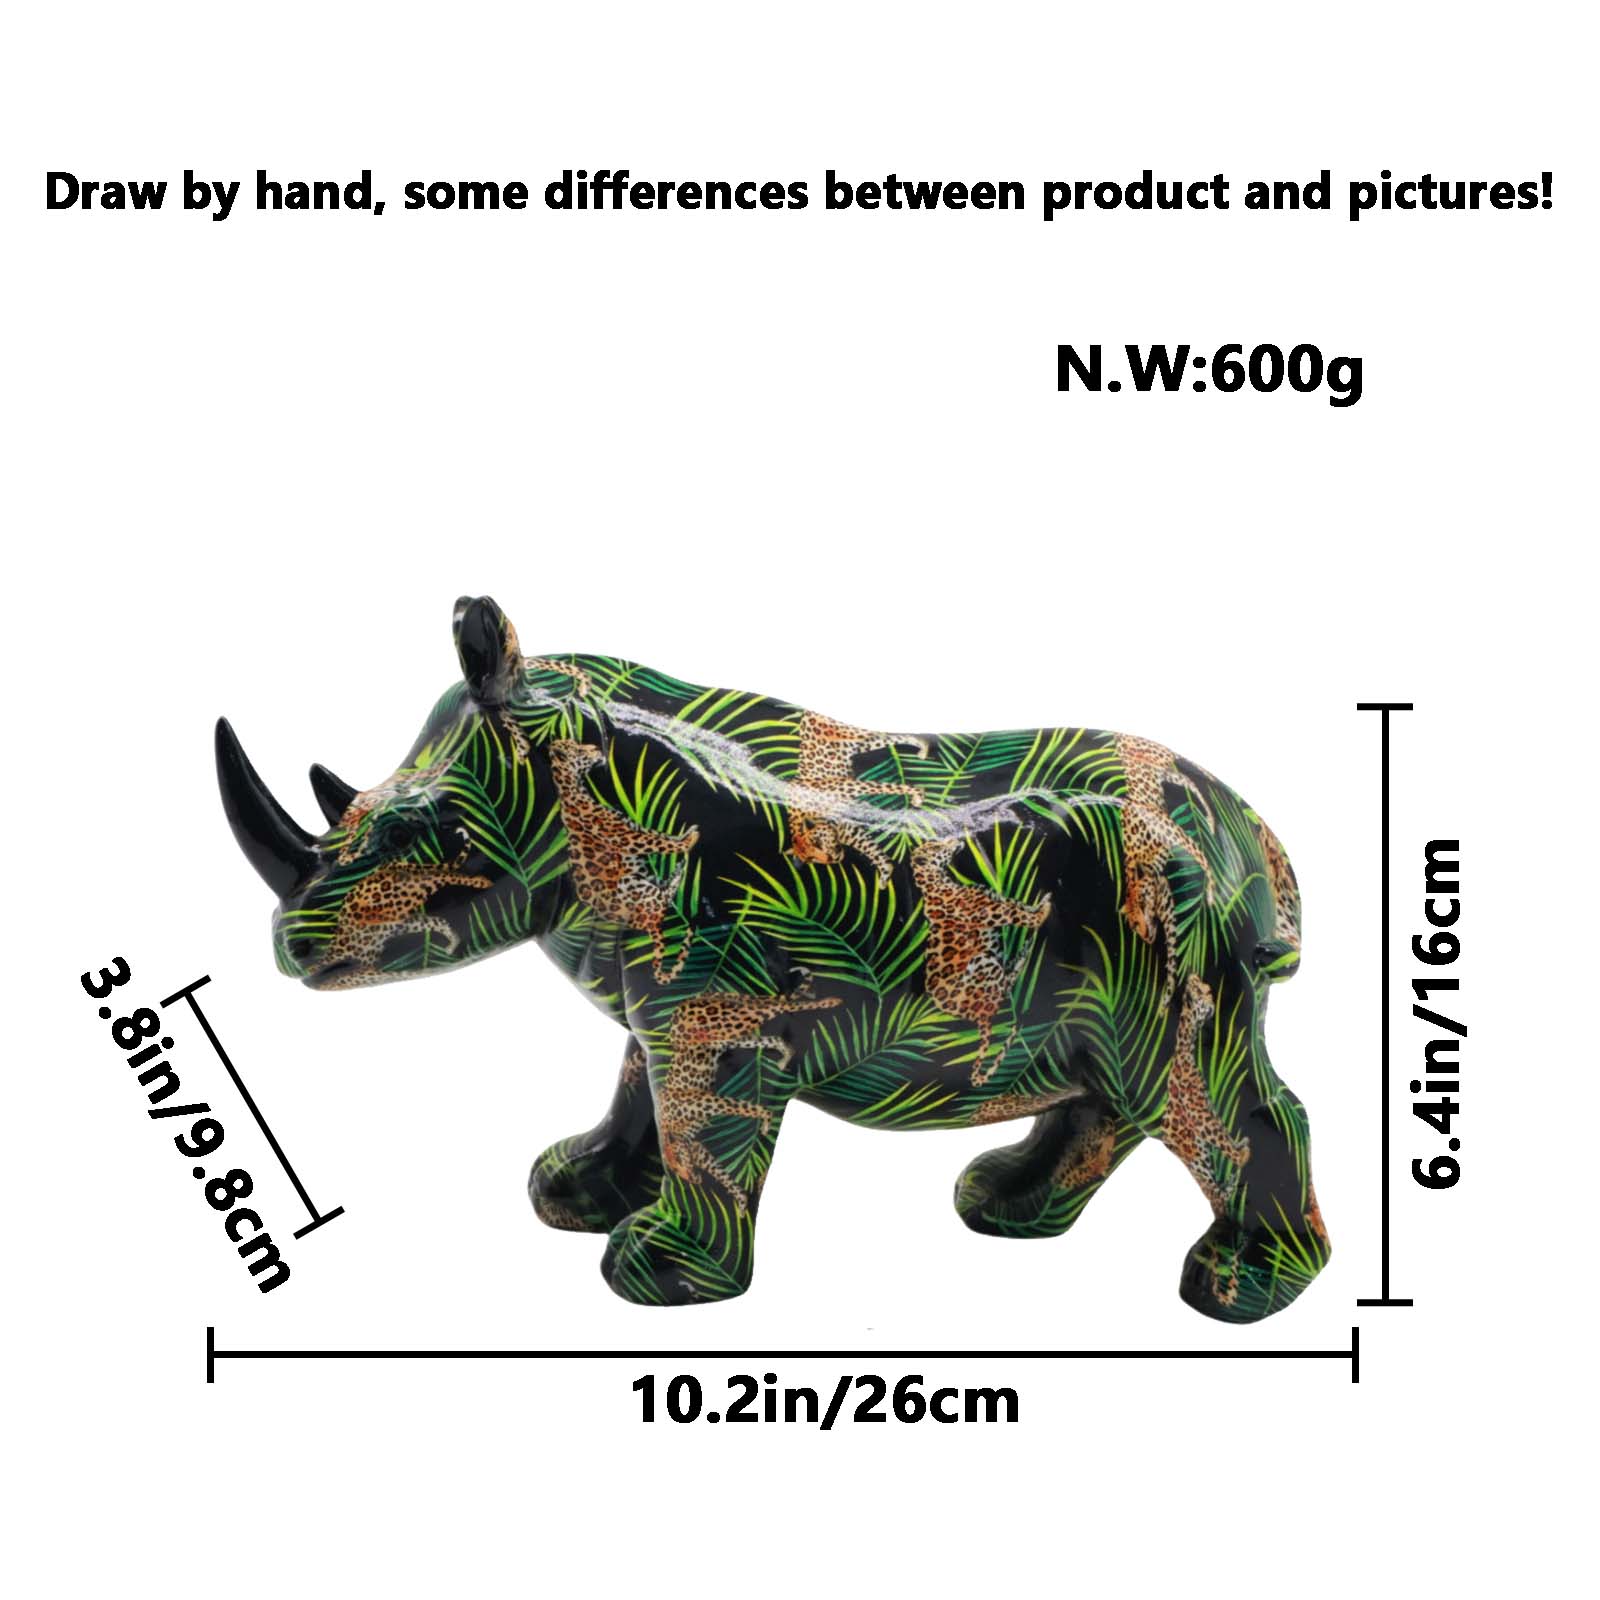 Draw by hand, some differences between product and pictures!
N.W:600g
3.8in/9.8cm
6.4in/16cm
10.2in/26cm